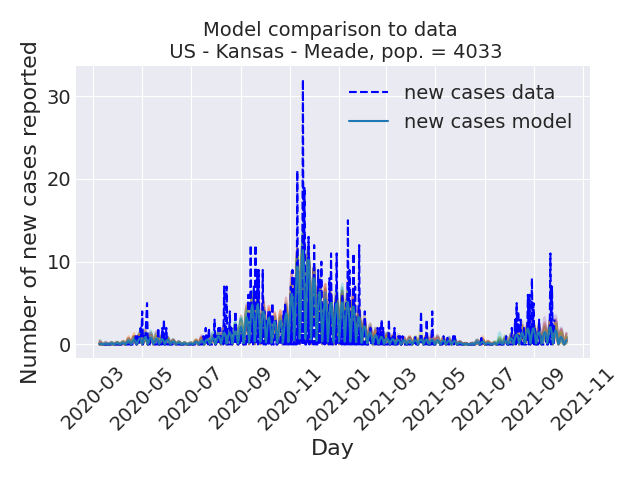 Model comparison to data
US - Kansas - Meade, pop. = 4033
Number of new cases reported
30
20
10
0
new cases data
new cases model
2020-03
2020-05
2020-07
2020-09
2020-11
2021-01
2021-03
2021-05
2021-07
2021-09
2021-11
Day